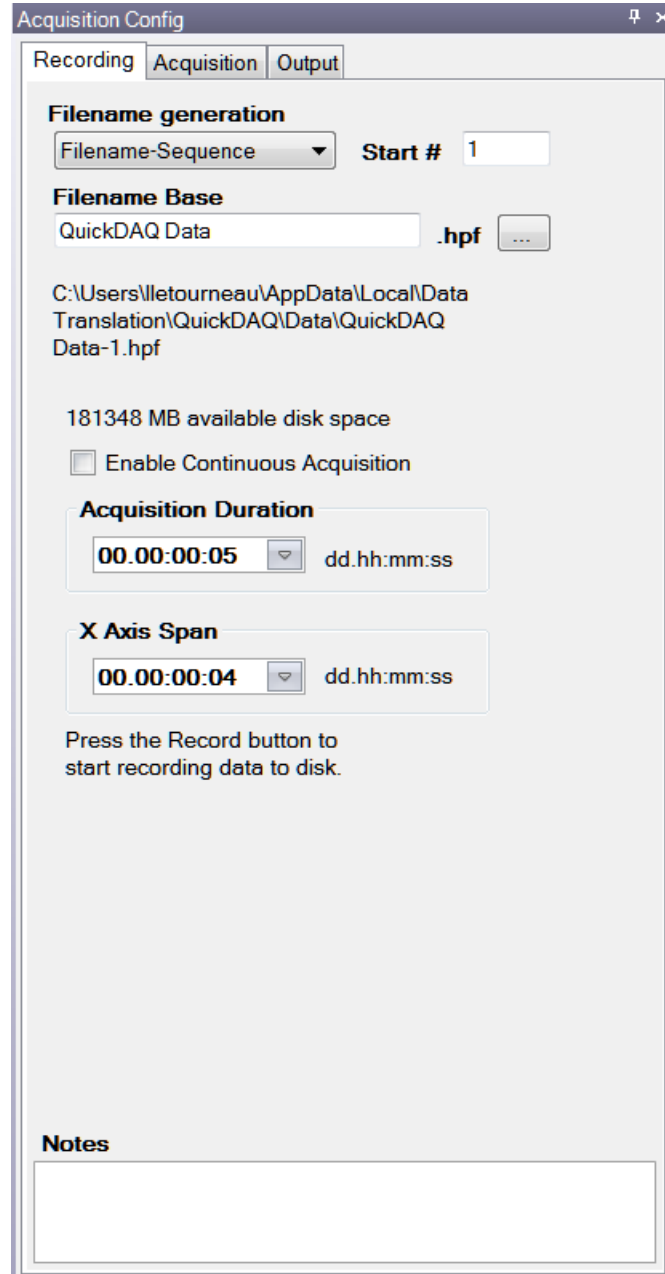 Acquisition Config
Recording Acquisition Output
Filename generation
Filename-Sequence Start # 1
Filename Base
QuickDAQ Data .hpf ...
C:\Users\lletourneau\AppData\Local\Data
Translation\QuickDAQ\Data\QuickDAQ
Data-1.hpf
181348 MB available disk space
Enable Continuous Acquisition
Acquisition Duration
00.00:00:05 dd.hh:mm:ss
X Axis Span
00.00:00:04 dd.hh:mm:ss
Press the Record button to
start recording data to disk.
Notes